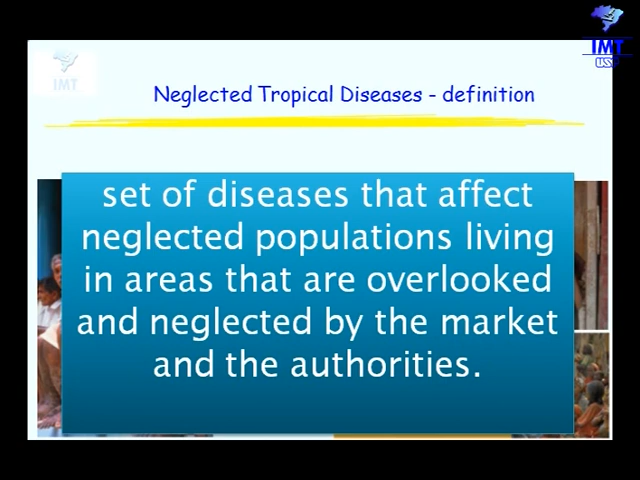 IMT
USP
IMT
Neglected Tropical Diseases - definition
set of diseases that affect
neglected populations living
in areas that are overlooked
and neglected by the market
and the authorities.